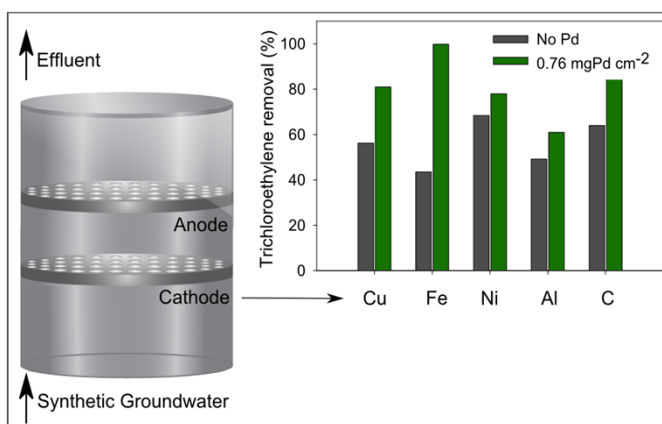 Effluent
Anode
Cathode
Synthetic Groundwater
Trichloroethylene removal (%)
100
80
60
40
20
0
No Pd
0.76 mgPd cm⁻²
Cu Fe Ni Al C